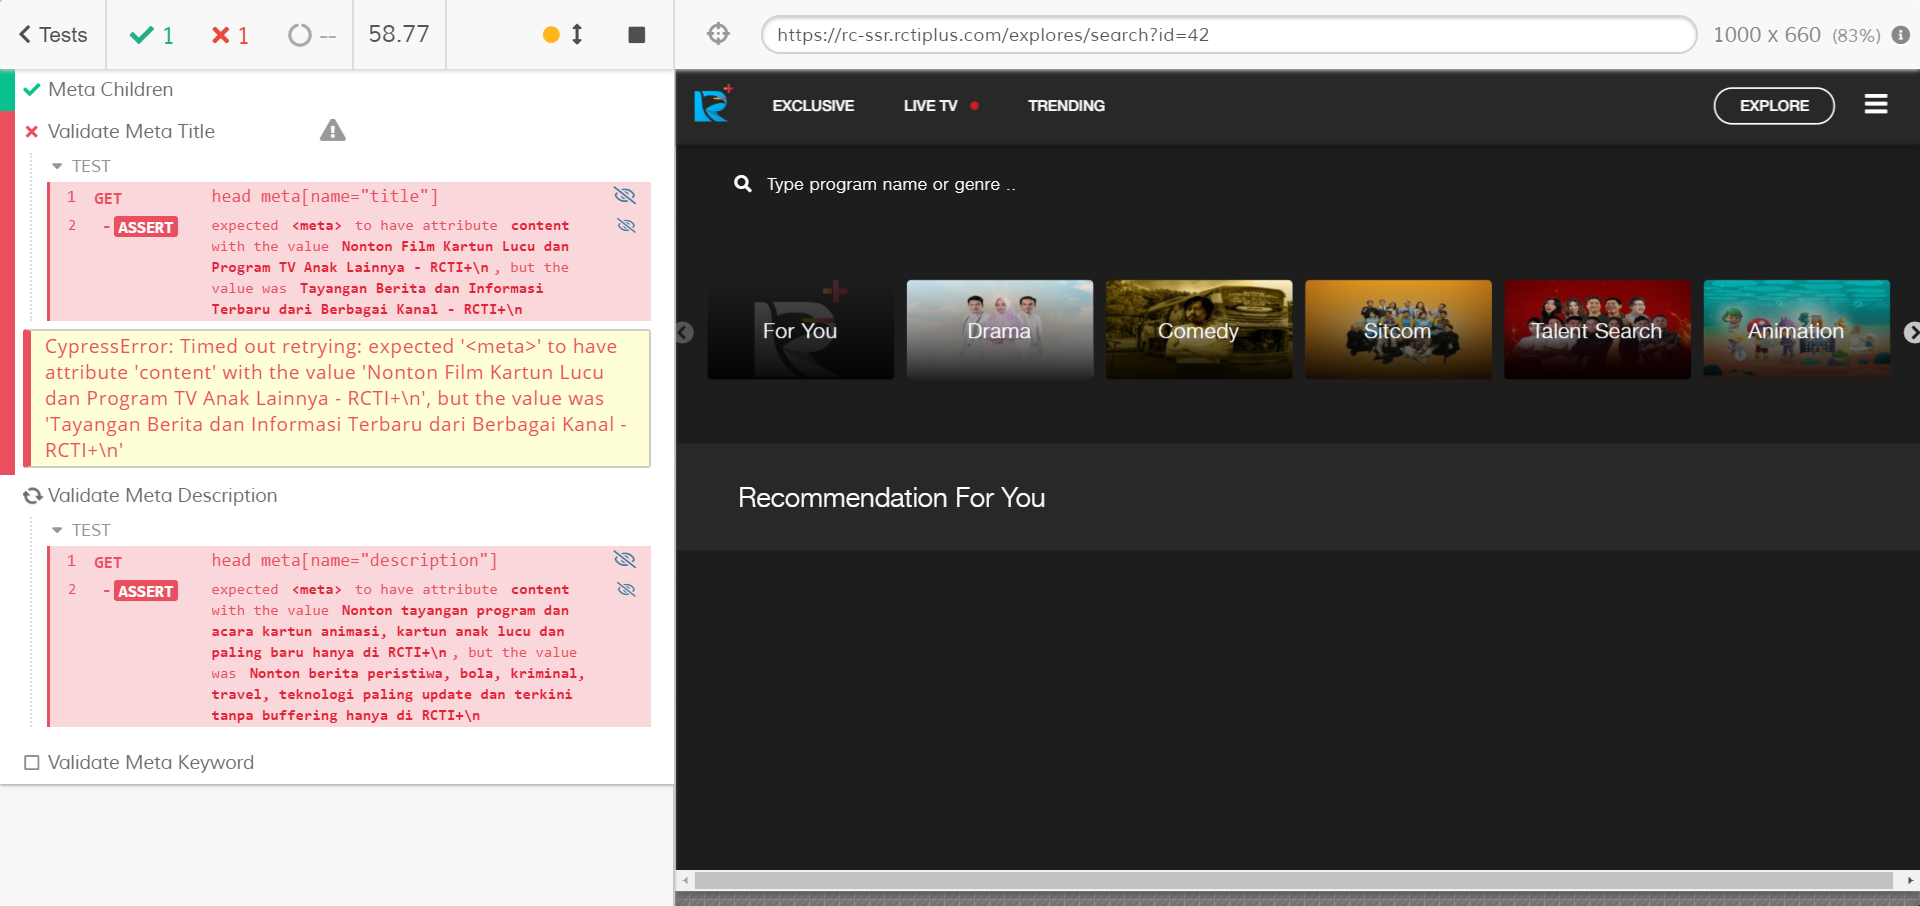 Tests
1
1
--
58.77
https://rc-ssr.rctiplus.com/explores/search?id=42
1000 x 660 (83%)
Meta Children
Validate Meta Title
TEST
1 GET head meta[name="title"]
2 - ASSERT expected <meta> to have attribute content
with the value Nonton Film Kartun Lucu dan
Program TV Anak Lainnya - RCTI+\n , but the
value was Tayangan Berita dan Informasi
Terbaru dari Berbagai Kanal - RCTI+\n
CypressError: Timed out retrying: expected '<meta>' to have
attribute 'content' with the value 'Nonton Film Kartun Lucu
dan Program TV Anak Lainnya - RCTI+\n', but the value was
'Tayangan Berita dan Informasi Terbaru dari Berbagai Kanal -
RCTI+\n'
Validate Meta Description
TEST
1 GET head meta[name="description"]
2 - ASSERT expected <meta> to have attribute content
with the value Nonton tayangan program dan
acara kartun animasi, kartun anak lucu dan
paling baru hanya di RCTI+\n , but the value
was Nonton berita peristiwa, bola, kriminal,
travel, teknologi paling update dan terkini
tanpa buffering hanya di RCTI+\n
Validate Meta Keyword
EXCLUSIVE LIVE TV TRENDING EXPLORE
Type program name or genre ..
For You Drama Comedy Sitcom Talent Search Animation
Recommendation For You